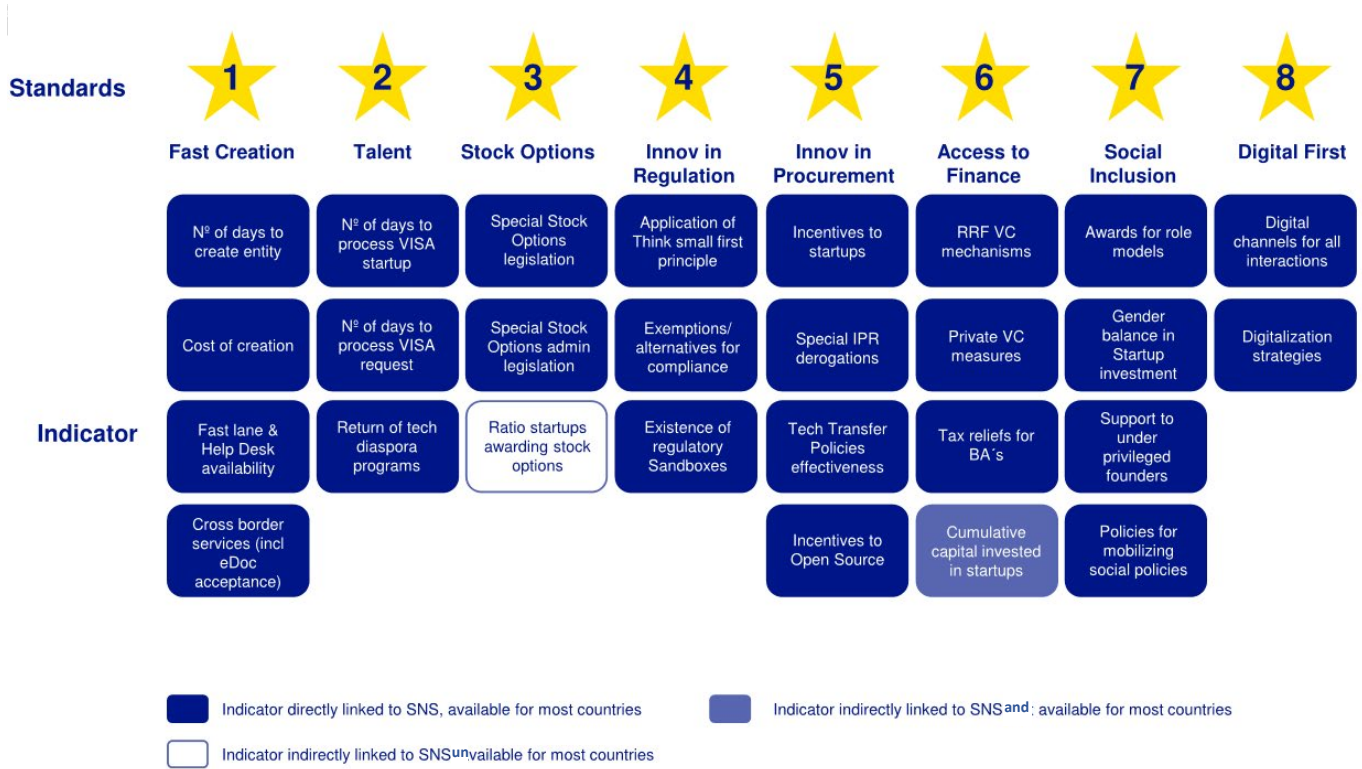 Standards
1
2
3
4
5
6
7
8
Fast Creation
Talent
Stock Options
Innov in
Regulation
Innov in
Procurement
Access to
Finance
Social
Inclusion
Digital First
Nº of days to
create entity
Nº of days to
process VISA
startup
Special Stock
Options
legislation
Application of
Think small first
principle
Incentives to
startups
RRF VC
mechanisms
Awards for role
models
Digital
channels for all
interactions
Cost of creation
Nº of days to
process VISA
request
Special Stock
Options admin
legislation
Exemptions/
alternatives for
compliance
Special IPR
derogations
Private VC
measures
Gender
balance in
Startup
investment
Digitalization
strategies
Indicator
Fast lane &
Help Desk
availability
Return of tech
diaspora
programs
Ratio startups
awarding stock
options
Existence of
regulatory
Sandboxes
Tech Transfer
Policies
effectiveness
Tax reliefs for
BA´s
Support to
under
privileged
founders
Cross border
services (incl
eDoc
acceptance)
Incentives to
Open Source
Cumulative
capital invested
in startups
Policies for
mobilizing
social policies
Indicator directly linked to SNS, available for most countries
Indicator indirectly linked to SNS and : available for most countries
Indicator indirectly linked to SNS unvailable for most countries